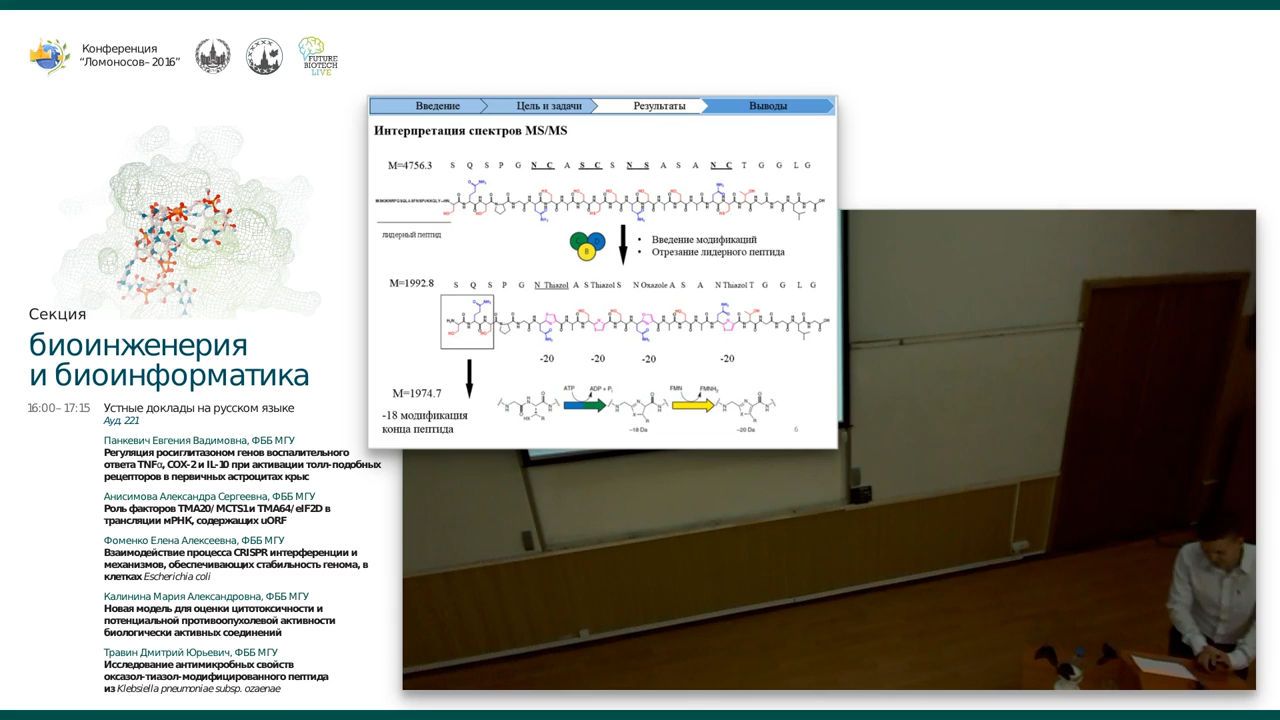 Конференция
“Ломоносов–2016”
FUTURE
BIOTECH
LIVE
Секция
биоинженерия
и биоинформатика
16:00–17:15 Устные доклады на русском языке
Ауд. 221
Панкевич Евгения Вадимовна, ФББ МГУ
Регуляция росиглитазоном генов воспалительного
ответа TNFα, COX-2 и IL-10 при активации толл-подобных
рецепторов в первичных астроцитах крыс
Анисимова Александра Сергеевна, ФББ МГУ
Роль факторов TMA20/MCTS1 и TMA64/eIF2D в
трансляции мРНК, содержащих uORF
Фоменко Елена Алексеевна, ФББ МГУ
Взаимодействие процесса CRISPR интерференции и
механизмов, обеспечивающих стабильность генома, в
клетках Escherichia coli
Калинина Мария Александровна, ФББ МГУ
Новая модель для оценки цитотоксичности и
потенциальной противоопухолевой активности
биологически активных соединений
Травин Дмитрий Юрьевич, ФББ МГУ
Исследование антимикробных свойств
оксазол-тиазол-модифицированного пептида
из Klebsiella pneumoniae subsp. ozaenae
Введение Цель и задачи Результаты Выводы
Интерпретация спектров MS/MS
M=4756.3 S Q S P G N C A S C S N S A S A N C T G G L G
лидерный пептид
B
• Введение модификаций
• Отрезание лидерного пептида
M=1992.8 S Q S P G N Thiazol A S Thiazol S N Oxazole A S A N Thiazol T G G L G
-20 -20 -20 -20
M=1974.7
-18 модификация
конца пептида
ATP ADP + Pi FMN FMNH2
–18 Da –20 Da 6